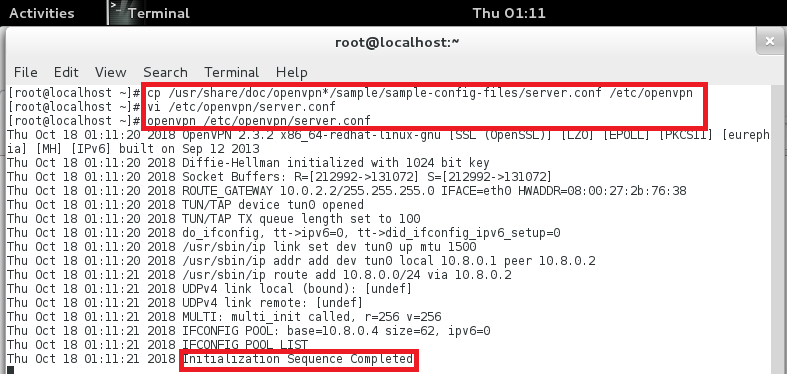 Activities
Terminal
Thu 01:11
root@localhost:~
File Edit View Search Terminal Help
[root@localhost ~]# cp /usr/share/doc/openvpn*/sample/sample-config-files/server.conf /etc/openvpn
[root@localhost ~]# vi /etc/openvpn/server.conf
[root@localhost ~]# openvpn /etc/openvpn/server.conf
Thu Oct 18 01:11:20 2018 OpenVPN 2.3.2 x86_64-redhat-linux-gnu [SSL (OpenSSL)] [LZO] [EPOLL] [PKCS11] [eureph
ia] [MH] [IPv6] built on Sep 12 2013
Thu Oct 18 01:11:20 2018 Diffie-Hellman initialized with 1024 bit key
Thu Oct 18 01:11:20 2018 Socket Buffers: R=[212992->131072] S=[212992->131072]
Thu Oct 18 01:11:20 2018 ROUTE_GATEWAY 10.0.2.2/255.255.255.0 IFACE=eth0 HWADDR=08:00:27:2b:76:38
Thu Oct 18 01:11:20 2018 TUN/TAP device tun0 opened
Thu Oct 18 01:11:20 2018 TUN/TAP TX queue length set to 100
Thu Oct 18 01:11:20 2018 do_ifconfig, tt->ipv6=0, tt->did_ifconfig_ipv6_setup=0
Thu Oct 18 01:11:20 2018 /usr/sbin/ip link set dev tun0 up mtu 1500
Thu Oct 18 01:11:20 2018 /usr/sbin/ip addr add dev tun0 local 10.8.0.1 peer 10.8.0.2
Thu Oct 18 01:11:21 2018 /usr/sbin/ip route add 10.8.0.0/24 via 10.8.0.2
Thu Oct 18 01:11:21 2018 UDPv4 link local (bound): [undef]
Thu Oct 18 01:11:21 2018 UDPv4 link remote: [undef]
Thu Oct 18 01:11:21 2018 MULTI: multi_init called, r=256 v=256
Thu Oct 18 01:11:21 2018 IFCONFIG POOL: base=10.8.0.4 size=62, ipv6=0
Thu Oct 18 01:11:21 2018 IFCONFIG POOL LIST
Thu Oct 18 01:11:21 2018 Initialization Sequence Completed